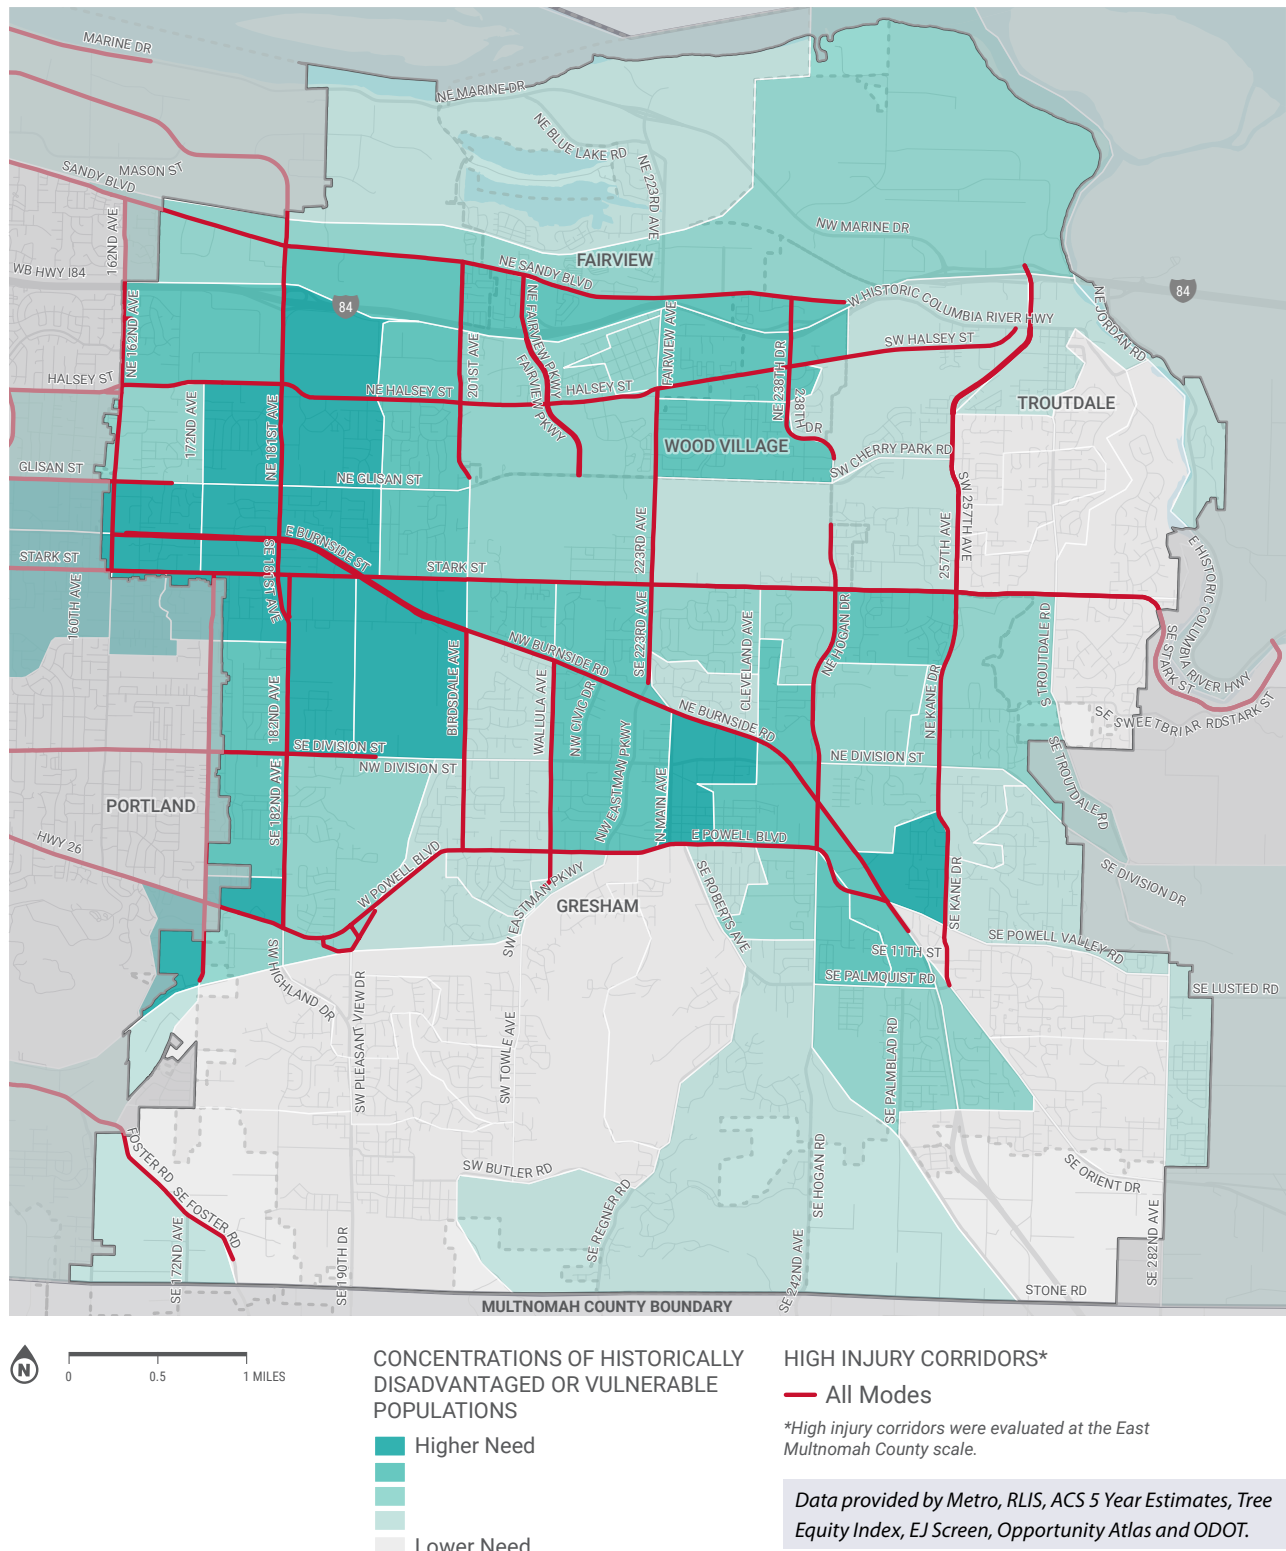 MARINE DR
NE MARINE DR
NE BLUE LAKE RD
NE 223RD AVE
MASON ST
SANDY BLVD
162ND AVE
NW MARINE DR
FAIRVIEW
WB HWY I84
NE SANDY BLVD
84
84
NE JORDAN RD
W HISTORIC COLUMBIA RIVER HWY
NE 162ND AVE
NE FAIRVIEW PKWY
FAIRVIEW AVE
SW HALSEY ST
201ST AVE
NE 238TH DR
HALSEY ST
NE HALSEY ST
FAIRVIEW PKWY
HALSEY ST
238TH DR
TROUTDALE
172ND AVE
NE 181ST AVE
WOOD VILLAGE
SW CHERRY PARK RD
GLISAN ST
NE GLISAN ST
SW 257TH AVE
257TH AVE
223RD AVE
E BURNSIDE ST
STARK ST
STARK ST
SE 181ST AVE
E HISTORIC COLUMBIA RIVER HWY
160TH AVE
SE 223RD AVE
CLEVELAND AVE
NE HOGAN DR
S TROUTDALE RD
SE STARK ST
NW BURNSIDE RD
BIRDSDALE AVE
WALLULA AVE
NW CIVIC DR
182ND AVE
NE KANE DR
NE BURNSIDE RD
SE SWEETBRIAR RD
STARK ST
SE DIVISION ST
NW DIVISION ST
NW EASTMAN PKWY
NE DIVISION ST
SE TROUTDALE RD
PORTLAND
SE 182ND AVE
N MAIN AVE
E POWELL BLVD
HWY 26
W POWELL BLVD
SW EASTMAN PKWY
SE ROBERTS AVE
SE KANE DR
SE DIVISION DR
GRESHAM
SE 11TH ST
SE POWELL VALLEY RD
SW HIGHLAND DR
SE PALMQUIST RD
SE LUSTED RD
SW PLEASANT VIEW DR
SW TOWLE AVE
SE PALMBLAD RD
FOSTER RD
SE FOSTER RD
SW BUTLER RD
SE REGNER RD
SE HOGAN RD
SE ORIENT DR
SE 172ND AVE
SE 190TH DR
SE 242ND AVE
SE 282ND AVE
STONE RD
MULTNOMAH COUNTY BOUNDARY
N
0 0.5 1 MILES
CONCENTRATIONS OF HISTORICALLY
DISADVANTAGED OR VULNERABLE
POPULATIONS
Higher Need
Lower Need
HIGH INJURY CORRIDORS*
All Modes
*High injury corridors were evaluated at the East
Multnomah County scale.
Data provided by Metro, RLIS, ACS 5 Year Estimates, Tree
Equity Index, EJ Screen, Opportunity Atlas and ODOT.